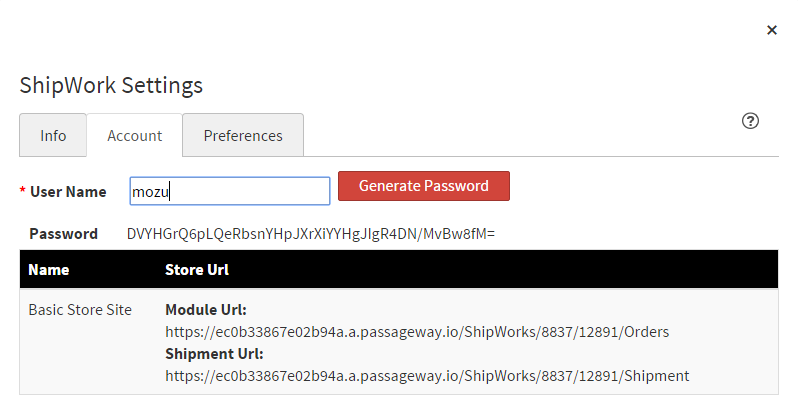 ×
ShipWork Settings
Info Account Preferences ?
* User Name mozu Generate Password
Password DVYHGrQ6pLQeRbsnYHpJXrXiYYHgJIgR4DN/MvBw8fM=
Name Store Url
Basic Store Site Module Url:
https://ec0b33867e02b94a.a.passageway.io/ShipWorks/8837/12891/Orders
Shipment Url:
https://ec0b33867e02b94a.a.passageway.io/ShipWorks/8837/12891/Shipment